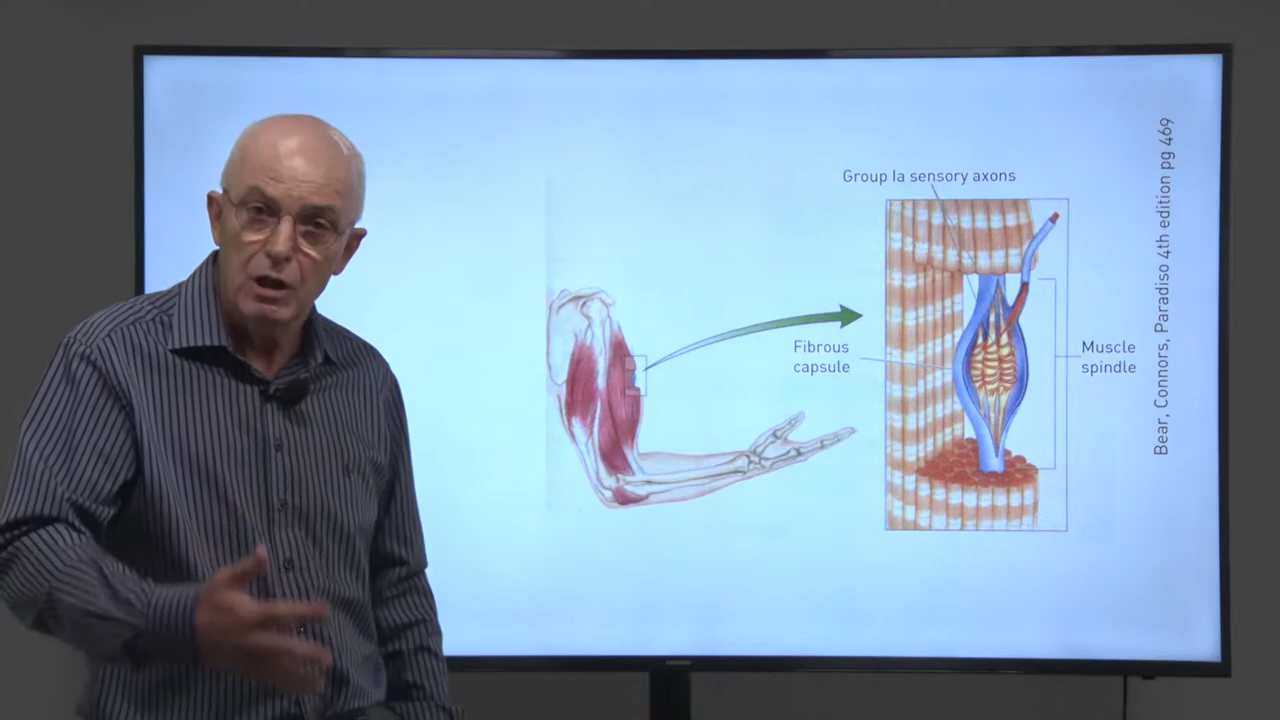 Group Ia sensory axons
Fibrous
capsule
Muscle
spindle
Bear, Connors, Paradiso 4th edition pg 469